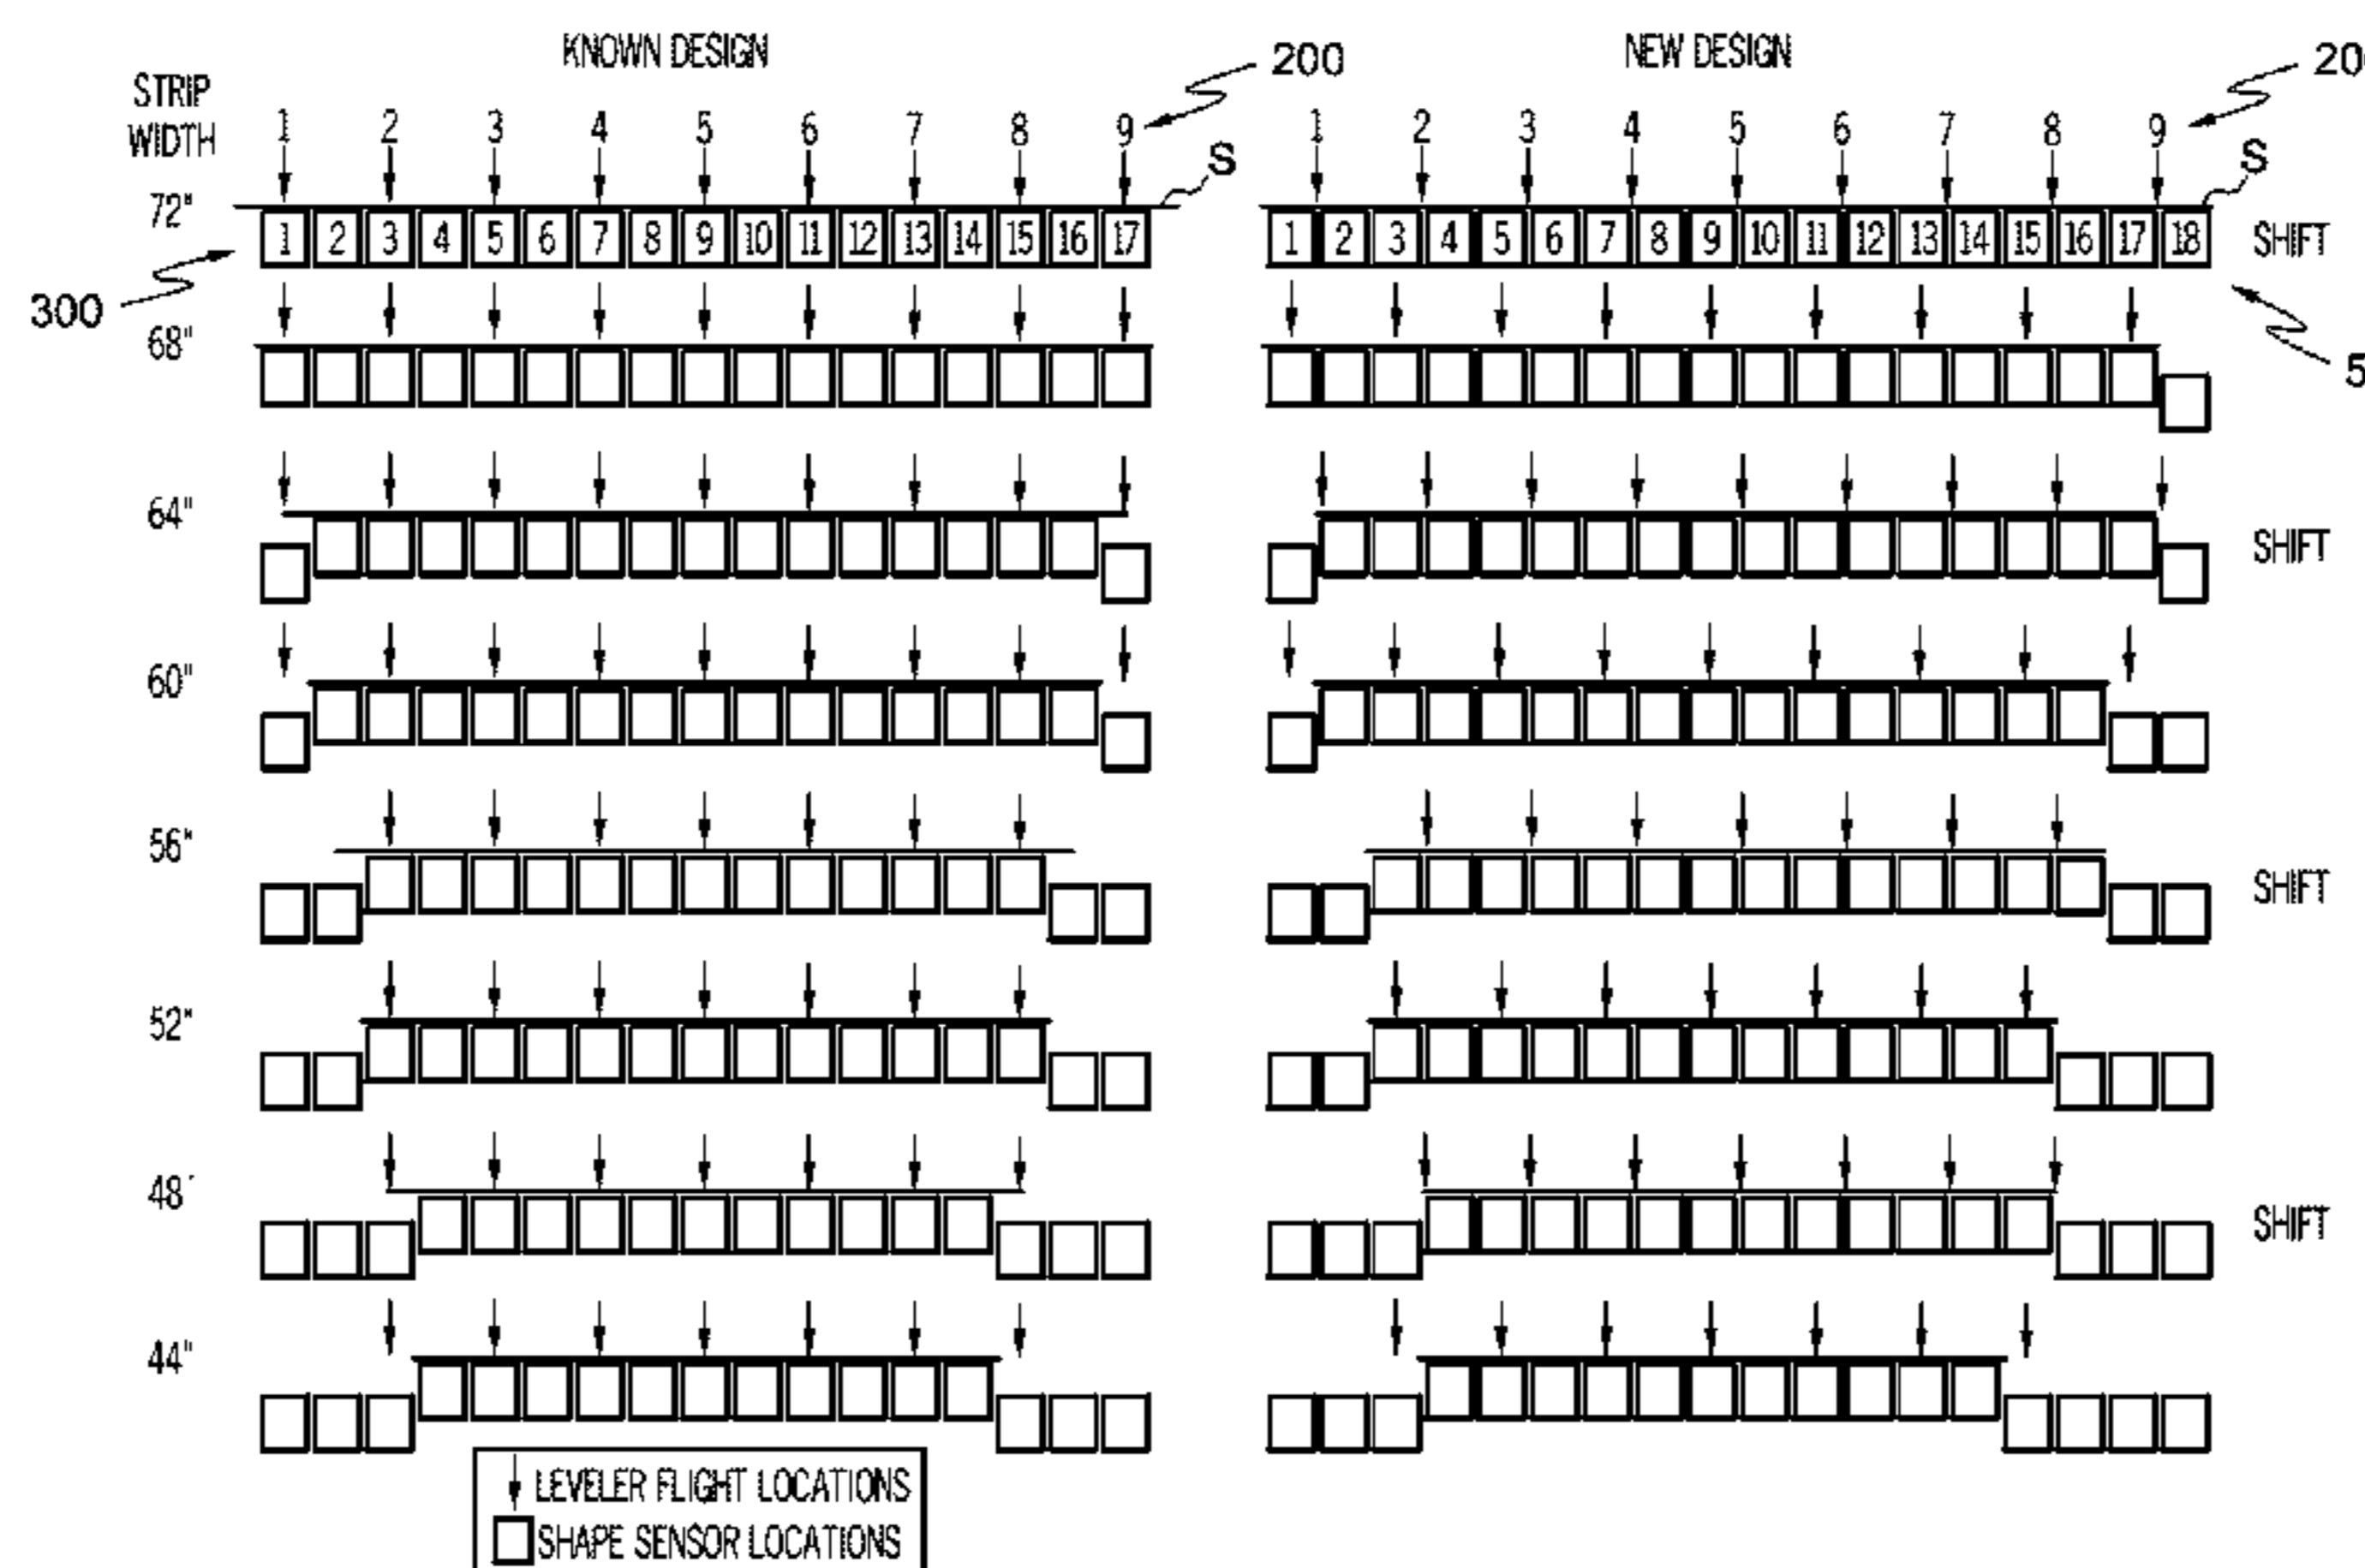 KNOWN DESIGN
NEW DESIGN
200
STRIP
WIDTH
1 2 3 4 5 6 7 8 9
1 2 3 4 5 6 7 8 9
S
S
72"
1 2 3 4 5 6 7 8 9 10 11 12 13 14 15 16 17
1 2 3 4 5 6 7 8 9 10 11 12 13 14 15 16 17 18
SHIFT
300
68"
64"
SHIFT
60"
56"
SHIFT
52"
48"
SHIFT
44"
LEVELER FLIGHT LOCATIONS
SHAPE SENSOR LOCATIONS